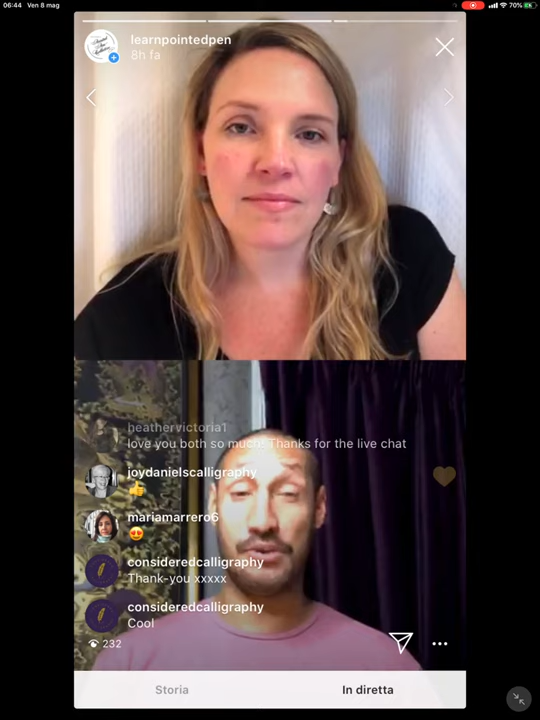 06:44 Ven 8 mag
70%
learnpointedpen
8h fa
heathervictoria1
love you both so much! Thanks for the live chat
joydanielscalligraphy
👍
mariamarrero6
😍
consideredcalligraphy
Thank-you xxxxx
consideredcalligraphy
Cool
232
Storia
In diretta